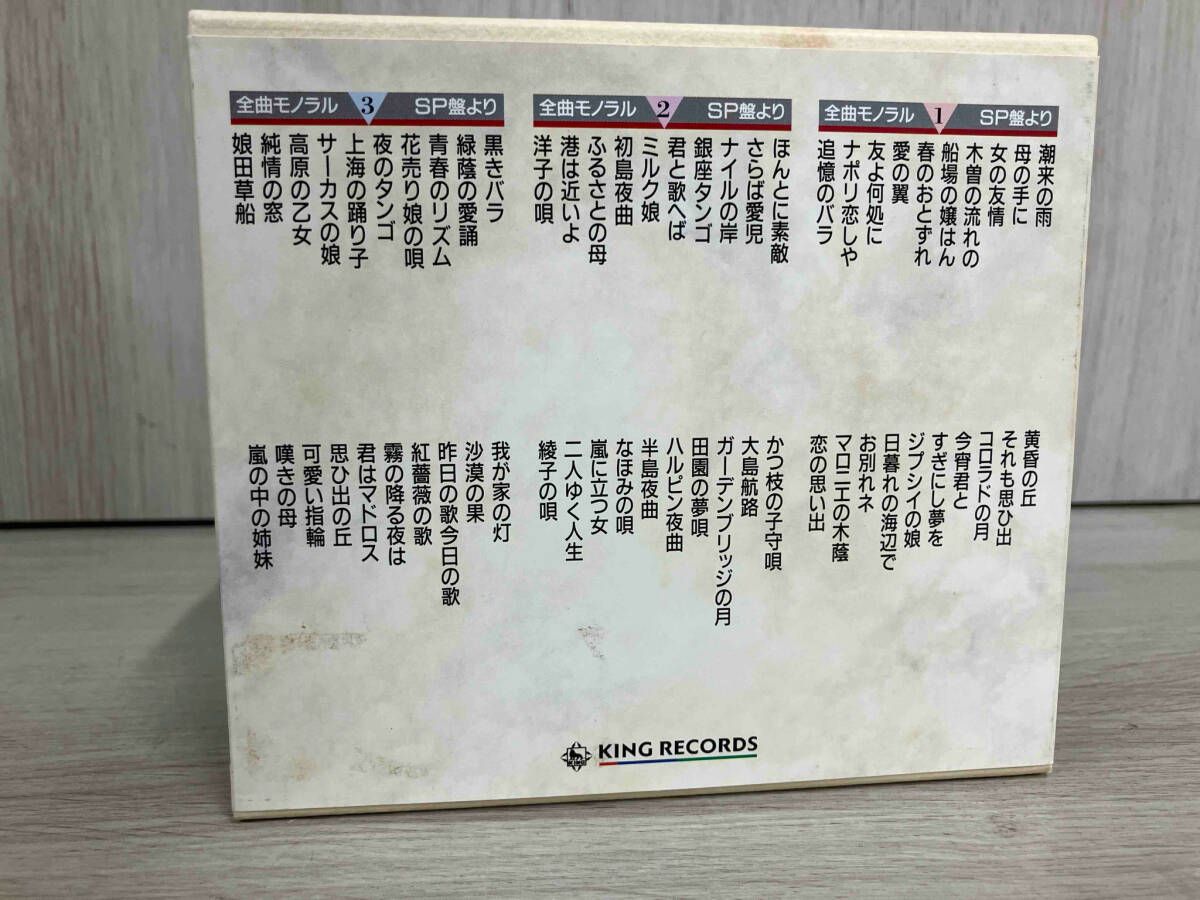 全曲モノラル 1 SP盤より
潮来の雨
母の手に
女の友情
木曽の流れの
船場の嬢はん
春のおとずれ
愛の翼
友よ何処に
ナポリ恋しや
追憶のバラ
黄昏の丘
それも思ひ出
コロラドの月
今宵君と
すぎにし夢を
ジプシイの娘
日暮れの海辺で
お別れネ
マロニエの木蔭
恋の思い出
全曲モノラル 2 SP盤より
ほんとに素敵
さらば愛児
ナイルの岸
銀座タンゴ
君と歌へば
ミルク娘
初島夜曲
ふるさとの母
港は近いよ
洋子の唄
かつ枝の子守唄
大島航路
ガーデンブリッジの月
田園の夢唄
ハルピン夜曲
半島夜曲
なほみの唄
嵐に立つ女
二人ゆく人生
綾子の唄
全曲モノラル 3 SP盤より
黒きバラ
緑蔭の愛誦
青春のリズム
花売り娘の唄
夜のタンゴ
上海の踊り子
サーカスの娘
高原の乙女
純情の窓
娘田草船
我が家の灯
沙漠の果
昨日の歌今日の歌
紅薔薇の歌
霧の降る夜は
君はマドロス
思ひ出の丘
可愛い指輪
嘆きの母
嵐の中の姉妹
KING RECORDS